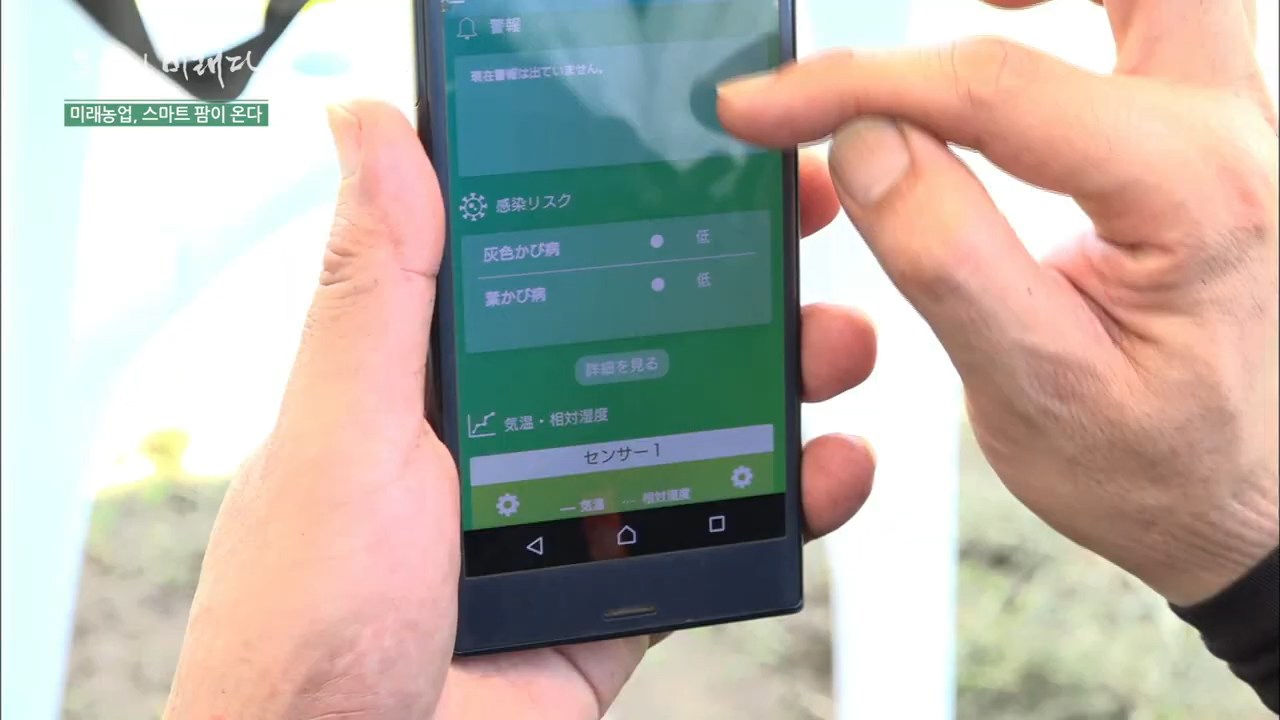 미래다
미래농업, 스마트 팜이 온다
警報
現在警報は出ていません。
感染リスク
灰色かび病 低
葉かび病 低
詳細を見る
気温・相対湿度
センサー1
気温 相対湿度